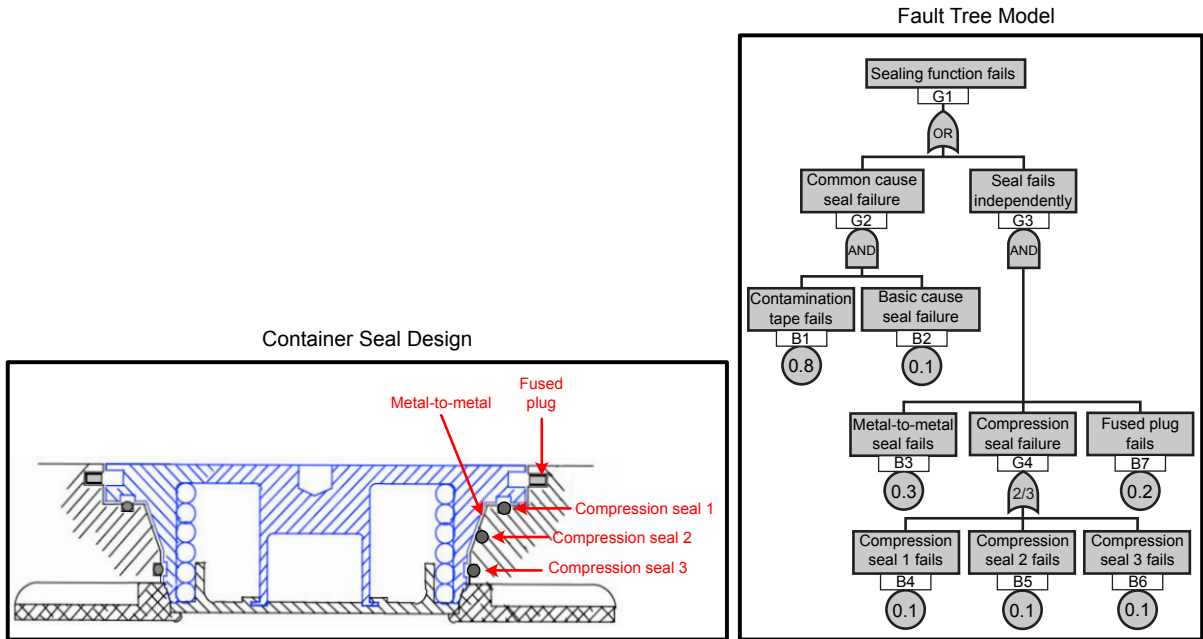 Fault Tree Model
Sealing function fails
G1
OR
Common cause
seal failure
G2
AND
Seal fails
independently
G3
AND
Contamination
tape fails
B1
0.8
Basic cause
seal failure
B2
0.1
Metal-to-metal
seal fails
B3
0.3
Compression
seal failure
G4
2/3
Fused plug
fails
B7
0.2
Compression
seal 1 fails
B4
0.1
Compression
seal 2 fails
B5
0.1
Compression
seal 3 fails
B6
0.1
Container Seal Design
Metal-to-metal
Fused
plug
Compression seal 1
Compression seal 2
Compression seal 3